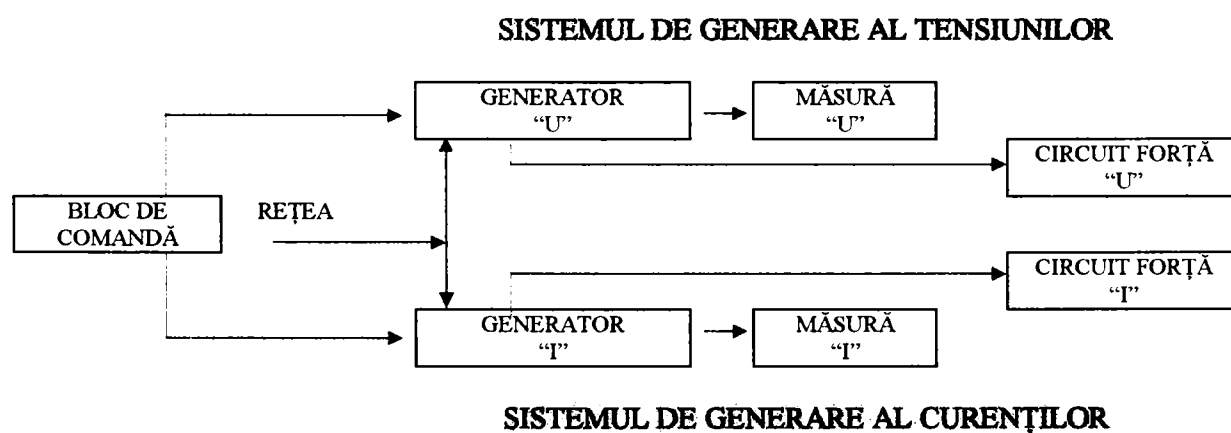 SISTEMUL DE GENERARE AL TENSIUNILOR
GENERATOR
“U”
MĂSURĂ
“U”
CIRCUIT FORȚĂ
“U”
BLOC DE
COMANDĂ
REȚEA
CIRCUIT FORȚĂ
“I”
GENERATOR
“I”
MĂSURĂ
“I”
SISTEMUL DE GENERARE AL CURENȚILOR